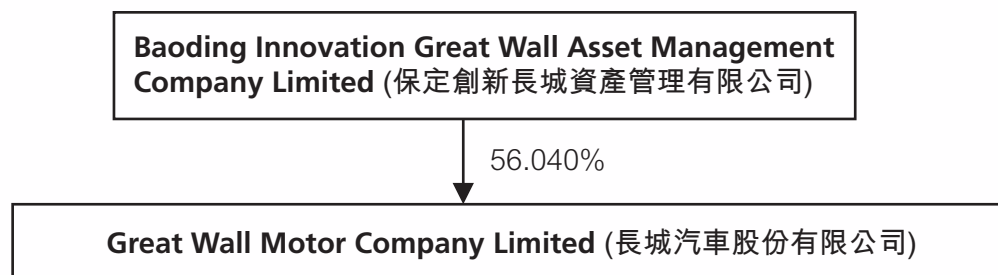 Baoding Innovation Great Wall Asset Management
Company Limited (保定創新長城資產管理有限公司)
56.040%
Great Wall Motor Company Limited (長城汽車股份有限公司)